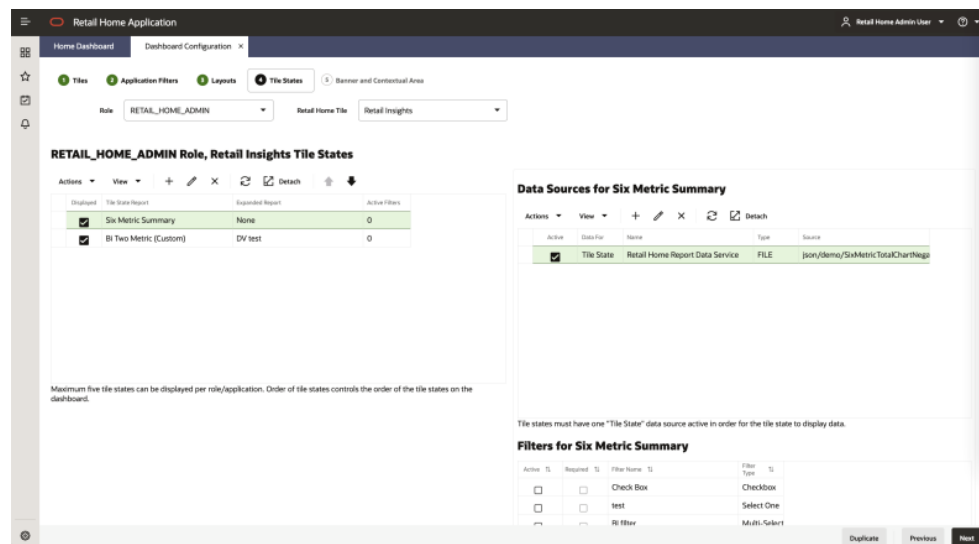 Retail Home Application
Retail Home Admin User
Home Dashboard
Dashboard Configuration ×
1 Tiles
2 Application Filters
3 Layouts
4 Tile States
5 Banner and Contextual Area
Role RETAIL_HOME_ADMIN
Retail Home Tile Retail Insights
RETAIL_HOME_ADMIN Role, Retail Insights Tile States
Actions View Detach
Displayed Tile State Report Expanded Report Active Filters
Six Metric Summary None 0
BI Two Metric (Custom) DV test 0
Maximum five tile states can be displayed per role/application. Order of tile states controls the order of the tile states on the
dashboard.
Data Sources for Six Metric Summary
Actions View Detach
Active Data For Name Type Source
Tile State Retail Home Report Data Service FILE json/demo/SixMetricTotalChartNega
Tile states must have one "Tile State" data source active in order for the tile state to display data.
Filters for Six Metric Summary
Active Required Filter Name Filter
Type
Check Box Checkbox
test Select One
BI filter Multi-Select
Duplicate Previous Next